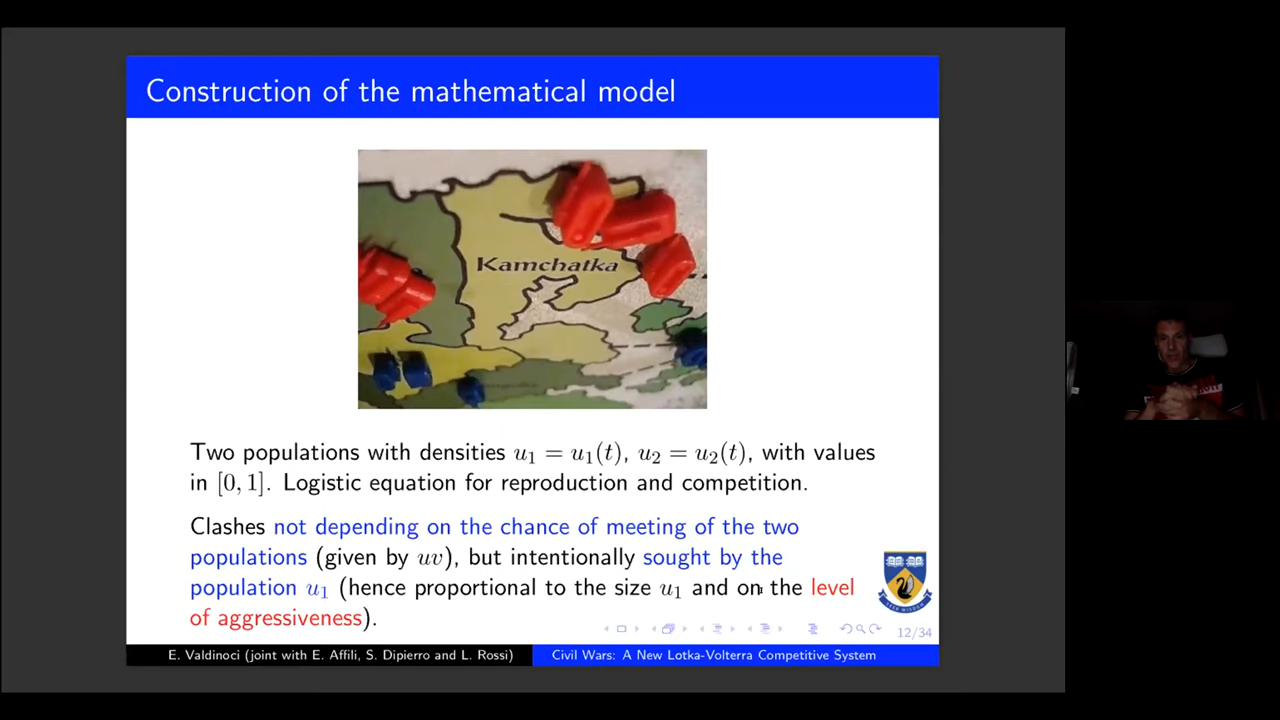 Construction of the mathematical model
Kamchatka
Two populations with densities u₁ = u₁(t), u₂ = u₂(t), with values
in [0, 1]. Logistic equation for reproduction and competition.
Clashes not depending on the chance of meeting of the two
populations (given by uv), but intentionally sought by the
population u₁ (hence proportional to the size u₁ and on the level
of aggressiveness).
12/34
E. Valdinoci (joint with E. Affili, S. Dipierro and L. Rossi)
Civil Wars: A New Lotka-Volterra Competitive System